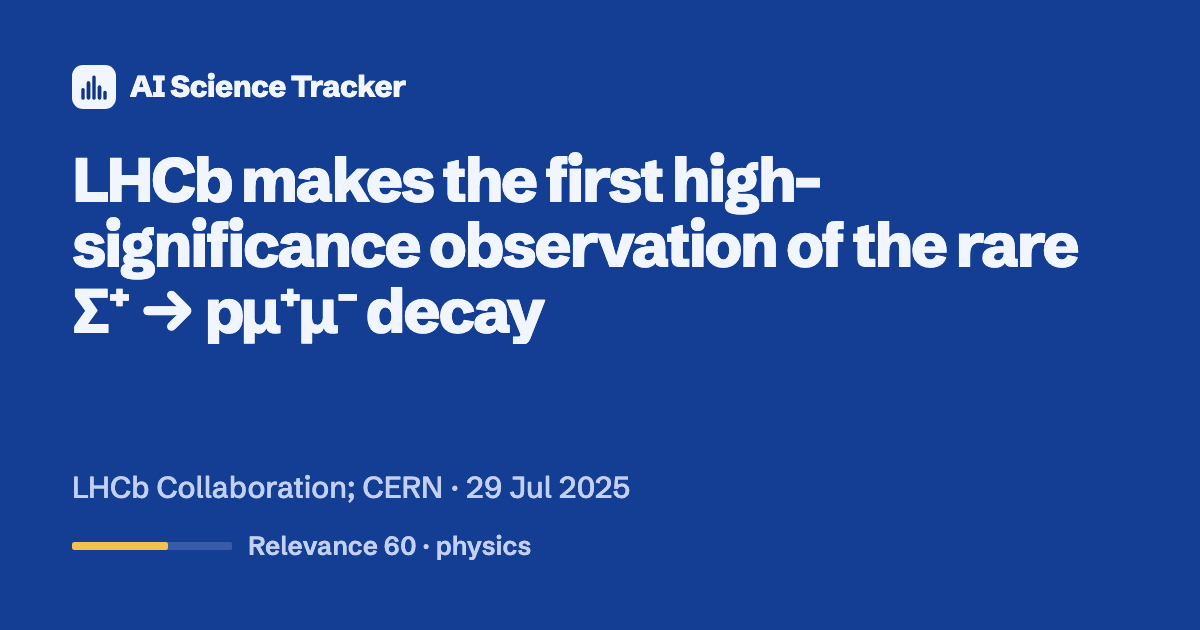 AI Science Tracker
LHCb makes the first high-
significance observation of the rare
Σ⁺ → pμ⁺μ⁻ decay
LHCb Collaboration; CERN · 29 Jul 2025
Relevance 60 · physics